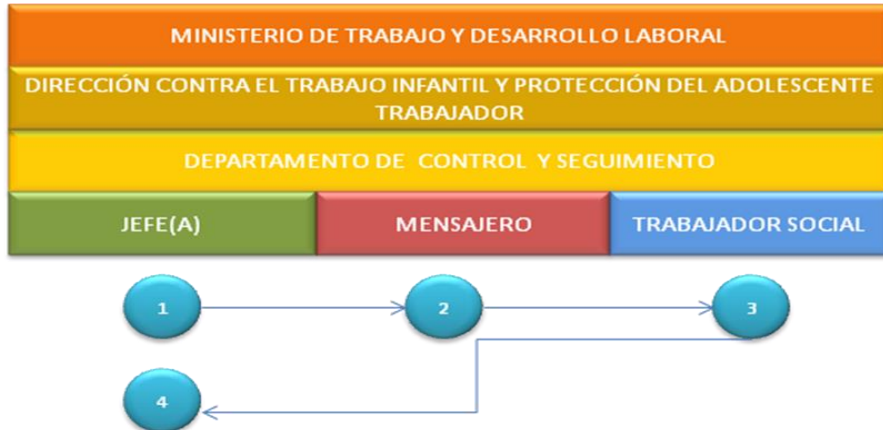 MINISTERIO DE TRABAJO Y DESARROLLO LABORAL
DIRECCIÓN CONTRA EL TRABAJO INFANTIL Y PROTECCIÓN DEL ADOLESCENTE
TRABAJADOR
DEPARTAMENTO DE CONTROL Y SEGUIMIENTO
JEFE(A) MENSAJERO TRABAJADOR SOCIAL
1 2 3
4